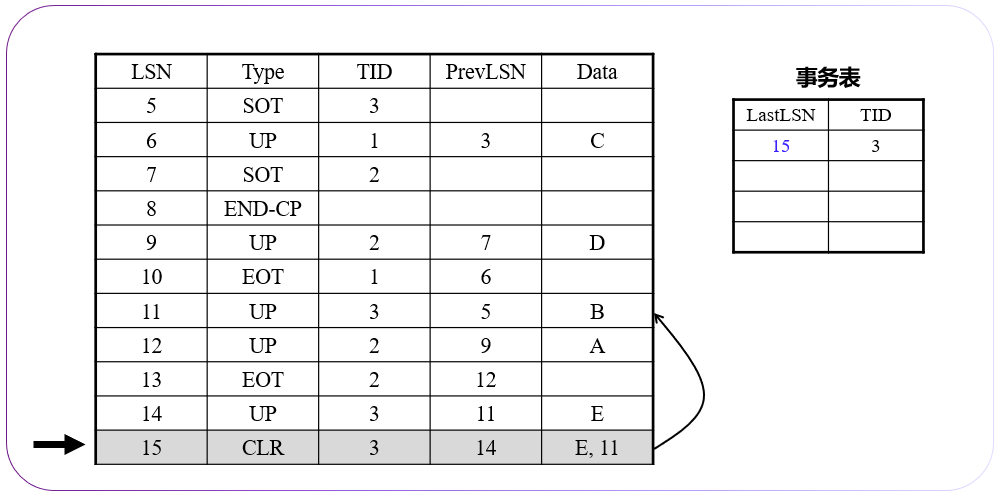 LSN Type TID PrevLSN Data
5 SOT 3
6 UP 1 3 C
7 SOT 2
8 END-CP
9 UP 2 7 D
10 EOT 1 6
11 UP 3 5 B
12 UP 2 9 A
13 EOT 2 12
14 UP 3 11 E
15 CLR 3 14 E, 11
事务表
LastLSN TID
15 3